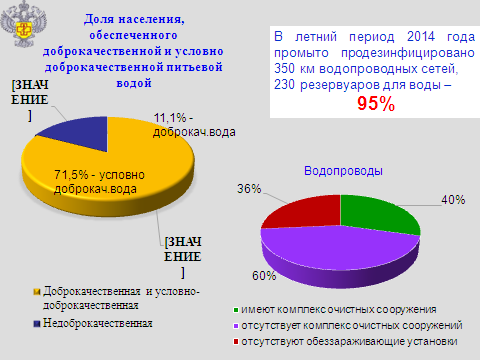 Доля населения,
обеспеченного
доброкачественной и условно
доброкачественной питьевой
водой
В летний период 2014 года
промыто продезинфицировано
350 км водопроводных сетей,
230 резервуаров для воды –
95%
[ЗНАЧ
ЕНИЕ
]
11,1% -
доброкач.вода
71,5% - условно
доброкач.вода
[ЗНАЧ
ЕНИЕ
]
Доброкачественная и условно-
доброкачественная
Недоброкачественная
Водопроводы
36%
40%
60%
имеют комплекс очистных сооружения
отсутствует комплекс очистных сооружений
отсутствуют обеззараживающие установки